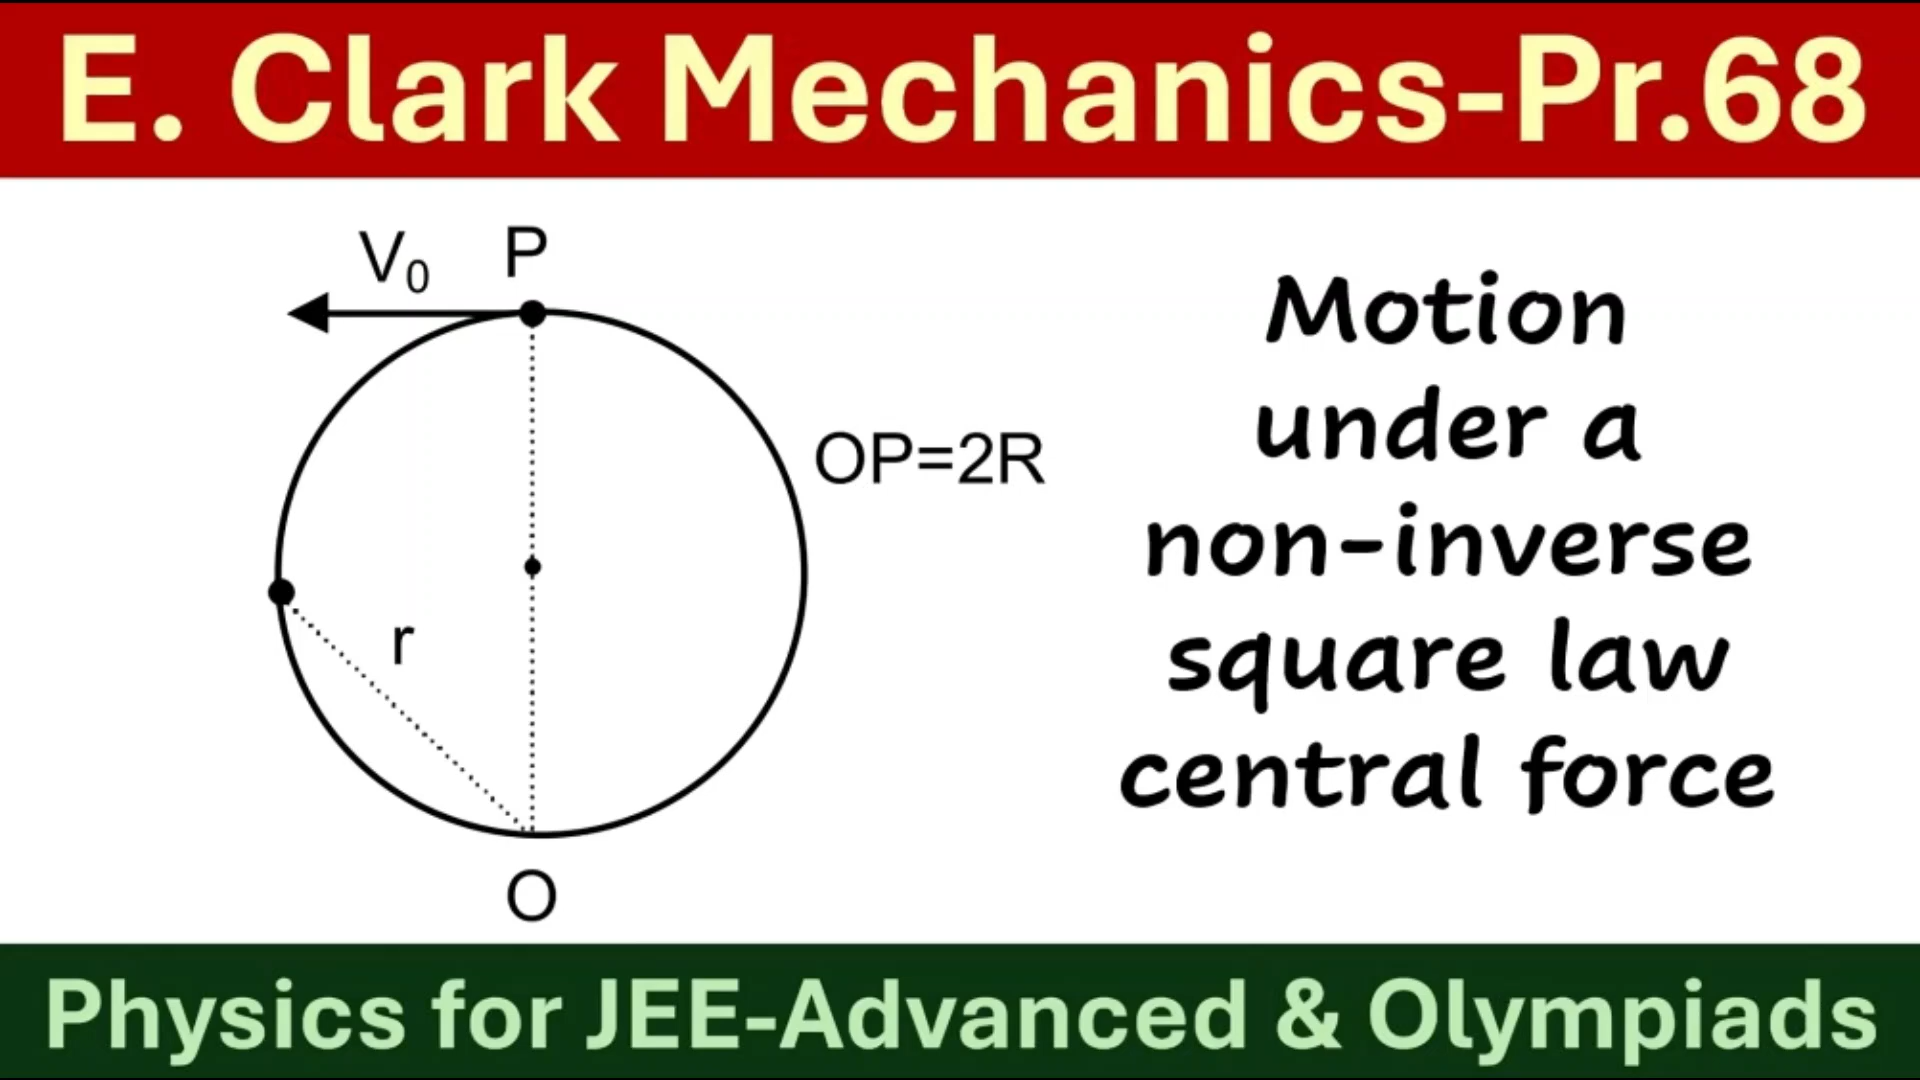 E. Clark Mechanics-Pr.68
V₀
P
OP=2R
r
O
Motion
under a
non-inverse
square law
central force
Physics for JEE-Advanced & Olympiads